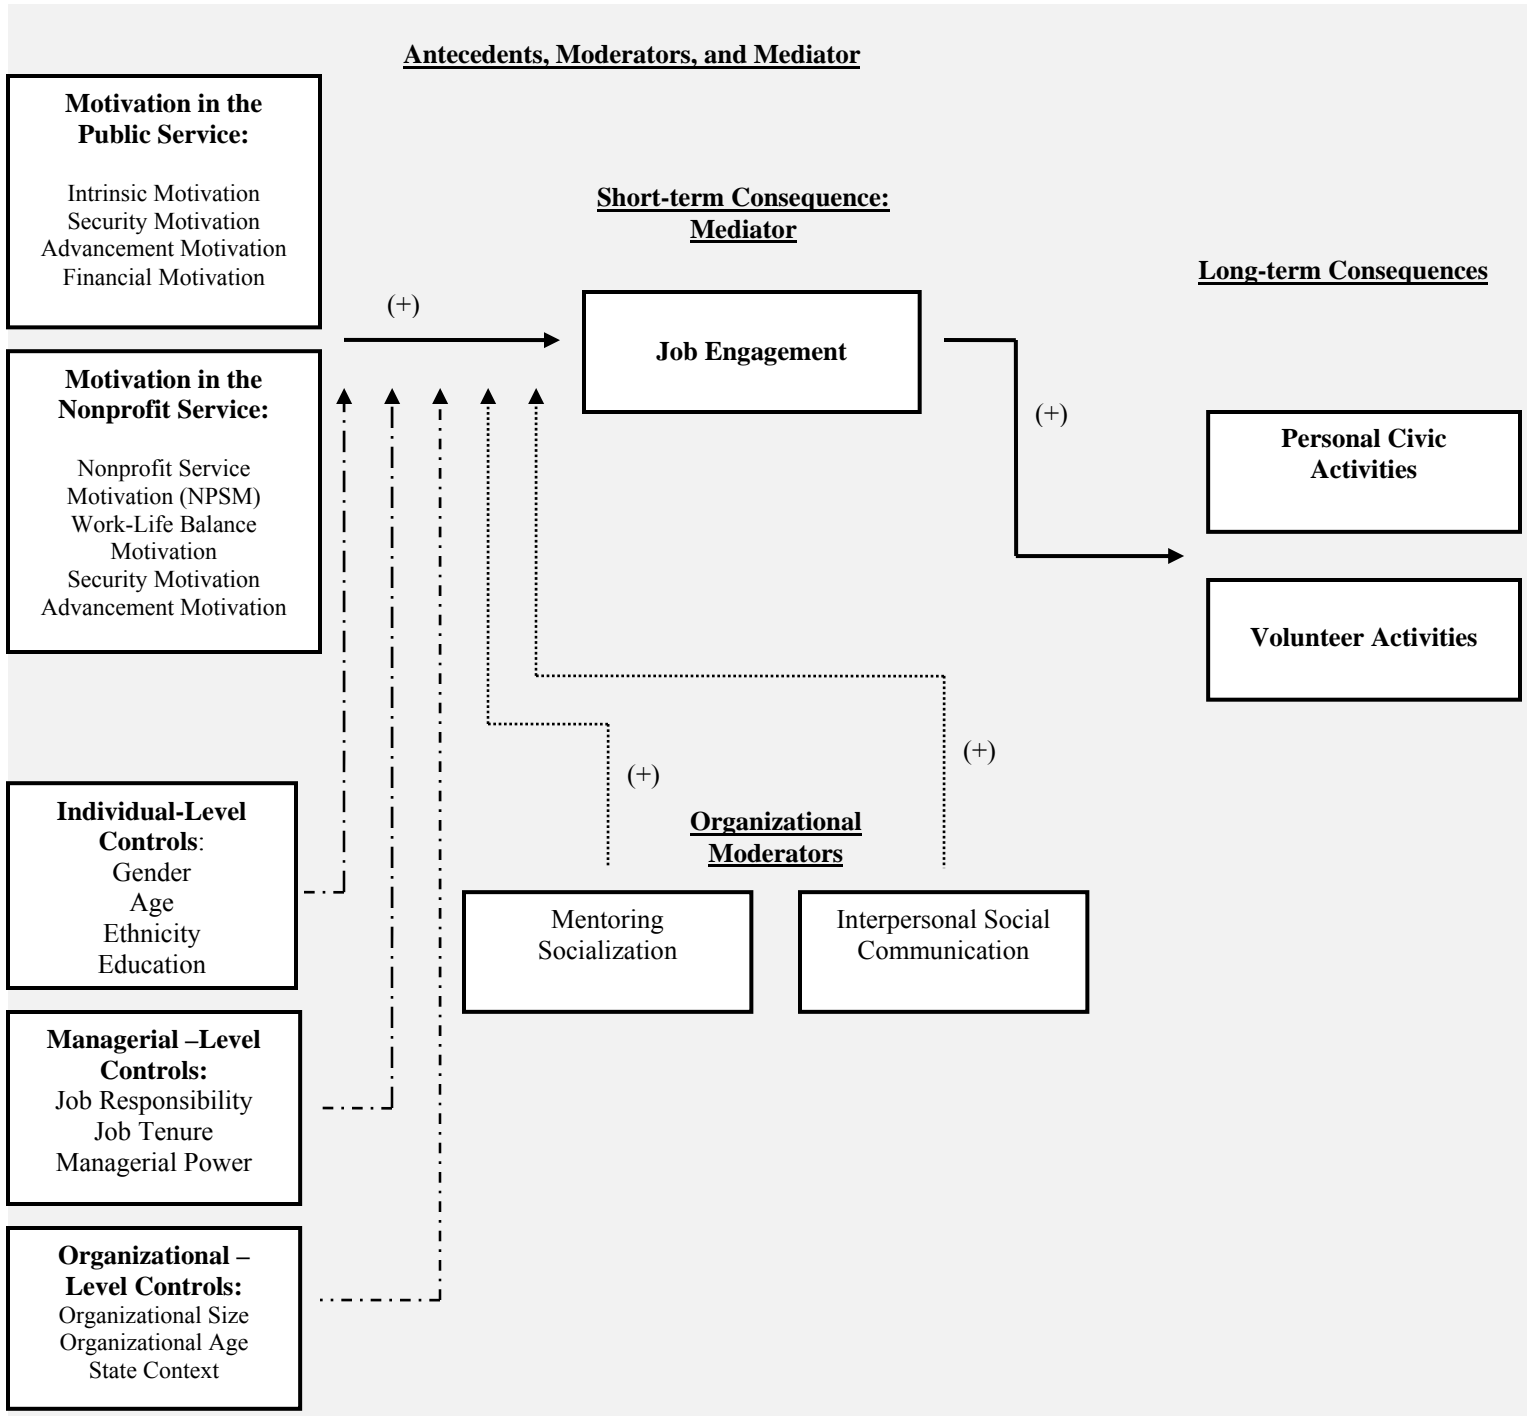 Antecedents, Moderators, and Mediator
Motivation in the
Public Service:
Intrinsic Motivation
Security Motivation
Advancement Motivation
Financial Motivation
Short-term Consequence:
Mediator
Long-term Consequences
(+)
Job Engagement
Motivation in the
Nonprofit Service:
Nonprofit Service
Motivation (NPSM)
Work-Life Balance
Motivation
Security Motivation
Advancement Motivation
(+)
Personal Civic
Activities
Volunteer Activities
(+)
(+)
Individual-Level
Controls:
Gender
Age
Ethnicity
Education
Organizational
Moderators
Mentoring
Socialization
Interpersonal Social
Communication
Managerial –Level
Controls:
Job Responsibility
Job Tenure
Managerial Power
Organizational –
Level Controls:
Organizational Size
Organizational Age
State Context